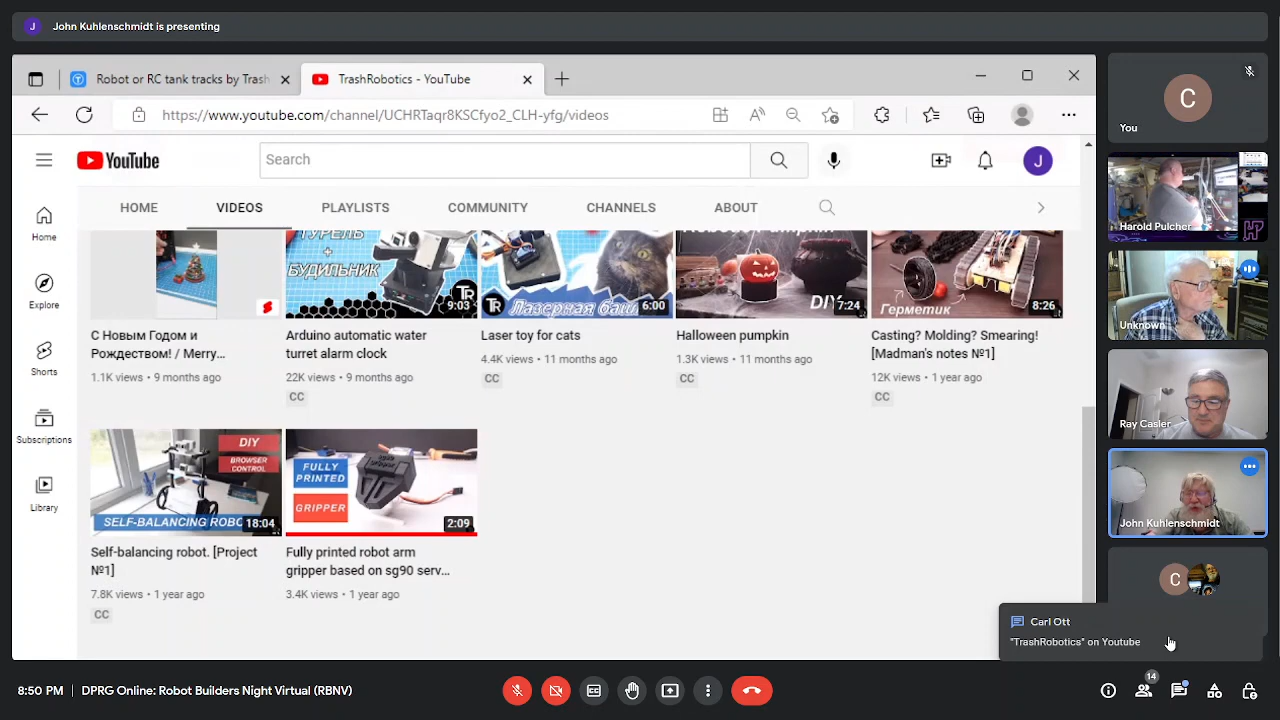 J John Kuhlenschmidt is presenting
Robot or RC tank tracks by Trash
TrashRobotics - YouTube
https://www.youtube.com/channel/UCHRTaqr8KSCfyo2_CLH-yfg/videos
YouTube
Search
J
HOME VIDEOS PLAYLISTS COMMUNITY CHANNELS ABOUT
Home
Explore
Shorts
Subscriptions
Library
ТУРЕЛЬ
+
БУДИЛЬНИК
TR
9:03
TR
Лазерная
6:00
DIY
7:24
Герметик
8:26
С Новым Годом и
Рождеством! / Merry...
1.1K views • 9 months ago
Arduino automatic water
turret alarm clock
22K views • 9 months ago
CC
Laser toy for cats
4.4K views • 11 months ago
CC
Halloween pumpkin
1.3K views • 11 months ago
CC
Casting? Molding? Smearing!
[Madman's notes №1]
12K views • 1 year ago
CC
DIY
BROWSER
CONTROL
SELF-BALANCING ROBO
18:04
FULLY
PRINTED
GRIPPER
2:09
Self-balancing robot. [Project
№1]
7.8K views • 1 year ago
CC
Fully printed robot arm
gripper based on sg90 serv...
3.4K views • 1 year ago
C
You
Harold Pulcher
HP
Unknown
Ray Casler
John Kuhlenschmidt
C
Carl Ott
"TrashRobotics" on Youtube
8:50 PM | DPRG Online: Robot Builders Night Virtual (RBNV)
14